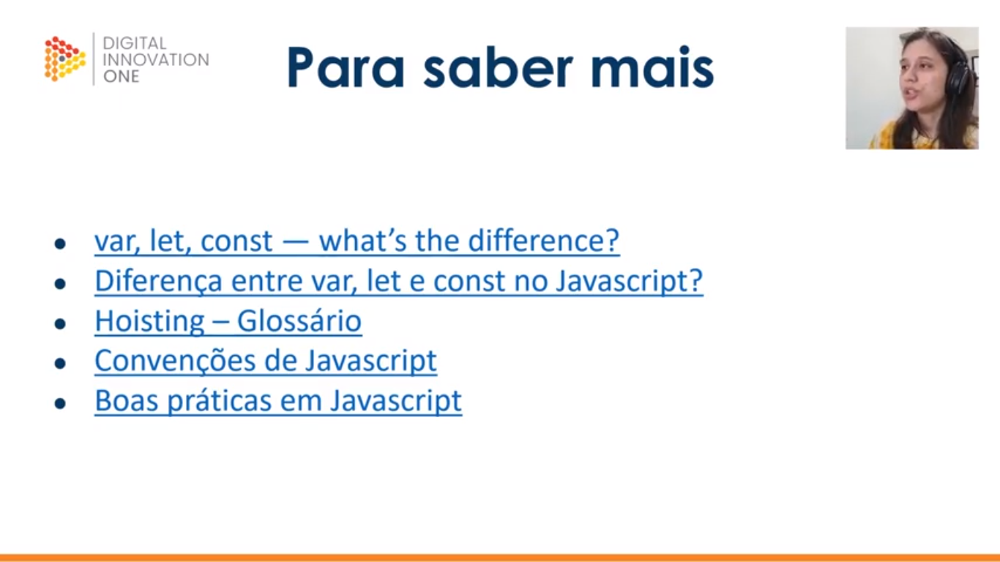 DIGITAL
INNOVATION
ONE
Para saber mais
var, let, const — what’s the difference?
Diferença entre var, let e const no Javascript?
Hoisting – Glossário
Convenções de Javascript
Boas práticas em Javascript